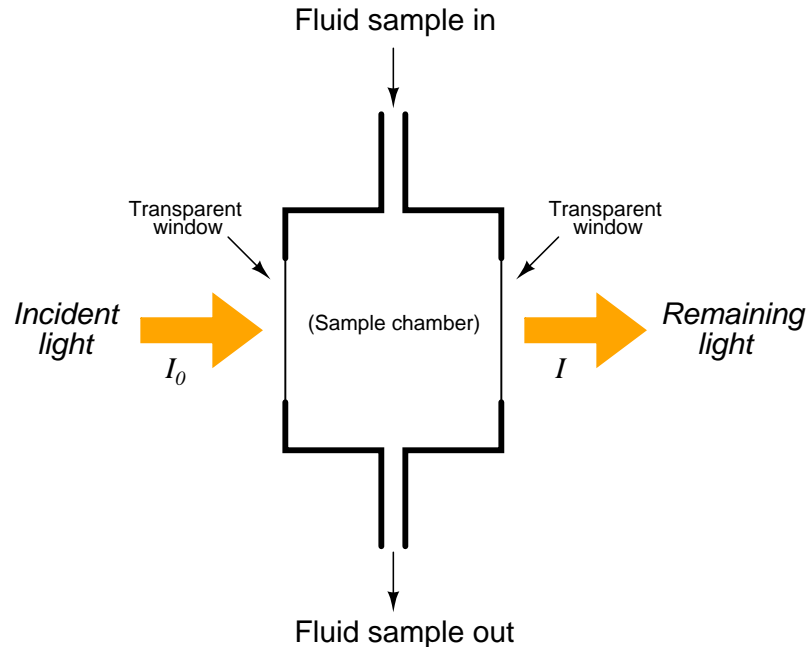 Fluid sample in
Transparent
window
Transparent
window
Incident
light
I0
(Sample chamber)
I
Remaining
light
Fluid sample out